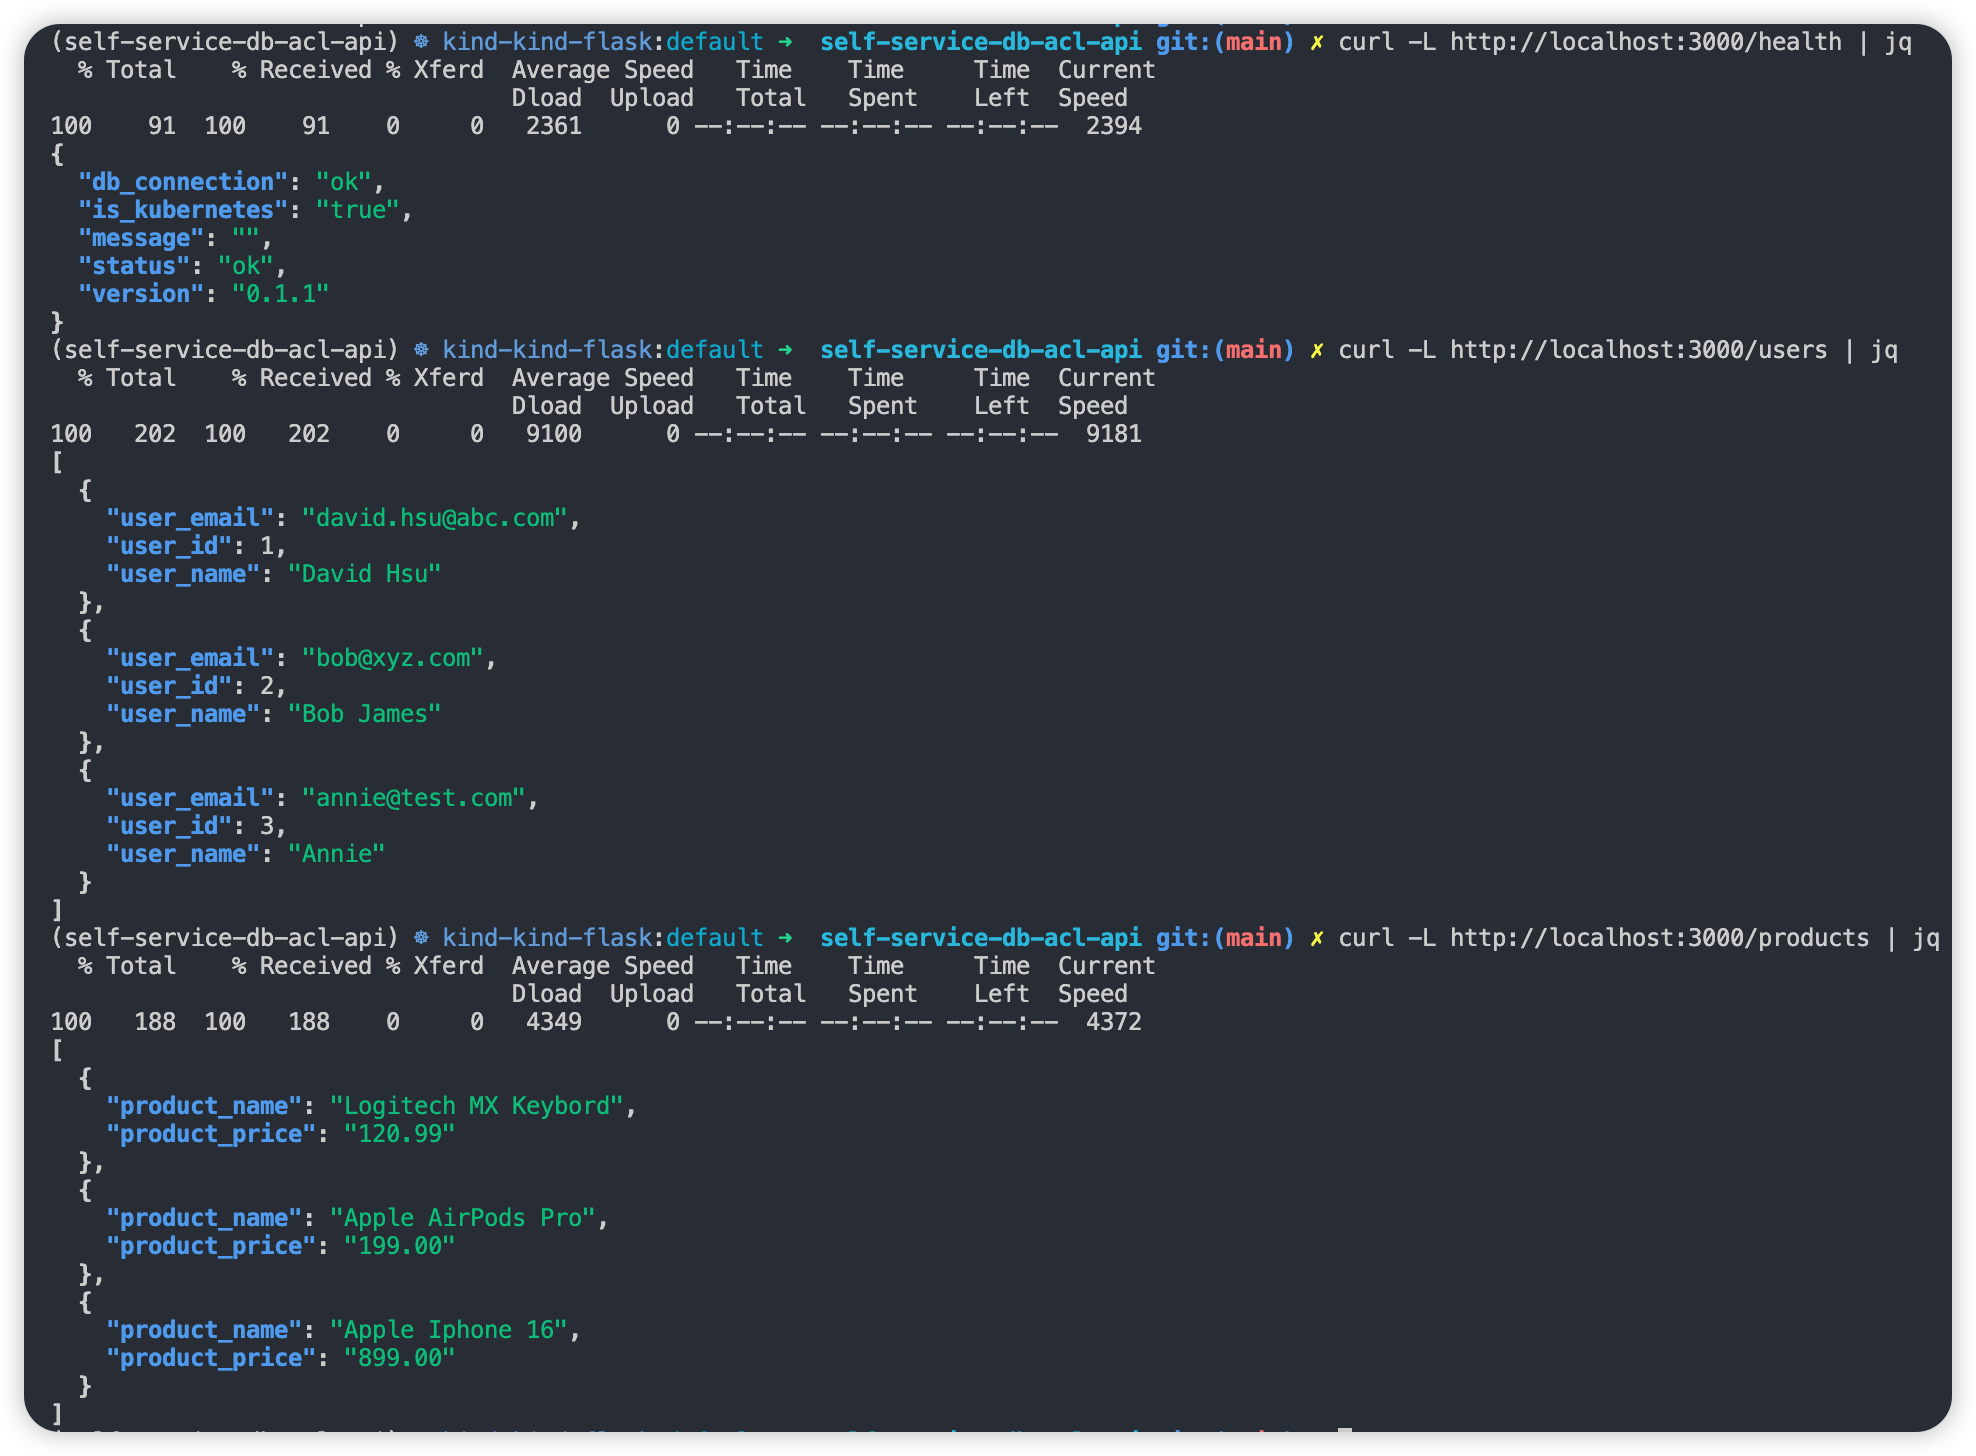 (self-service-db-acl-api) ☸ kind-kind-flask:default ➜  self-service-db-acl-api git:(main) ✗ curl -L http://localhost:3000/health | jq
  % Total    % Received % Xferd  Average Speed   Time    Time     Time  Current
                                 Dload  Upload   Total   Spent    Left  Speed
100    91  100    91    0     0   2361      0 --:--:-- --:--:-- --:--:--  2394
{
  "db_connection": "ok",
  "is_kubernetes": "true",
  "message": "",
  "status": "ok",
  "version": "0.1.1"
}
(self-service-db-acl-api) ☸ kind-kind-flask:default ➜  self-service-db-acl-api git:(main) ✗ curl -L http://localhost:3000/users | jq
  % Total    % Received % Xferd  Average Speed   Time    Time     Time  Current
                                 Dload  Upload   Total   Spent    Left  Speed
100   202  100   202    0     0   9100      0 --:--:-- --:--:-- --:--:--  9181
[
  {
    "user_email": "david.hsu@abc.com",
    "user_id": 1,
    "user_name": "David Hsu"
  },
  {
    "user_email": "bob@xyz.com",
    "user_id": 2,
    "user_name": "Bob James"
  },
  {
    "user_email": "annie@test.com",
    "user_id": 3,
    "user_name": "Annie"
  }
]
(self-service-db-acl-api) ☸ kind-kind-flask:default ➜  self-service-db-acl-api git:(main) ✗ curl -L http://localhost:3000/products | jq
  % Total    % Received % Xferd  Average Speed   Time    Time     Time  Current
                                 Dload  Upload   Total   Spent    Left  Speed
100   188  100   188    0     0   4349      0 --:--:-- --:--:-- --:--:--  4372
[
  {
    "product_name": "Logitech MX Keybord",
    "product_price": "120.99"
  },
  {
    "product_name": "Apple AirPods Pro",
    "product_price": "199.00"
  },
  {
    "product_name": "Apple Iphone 16",
    "product_price": "899.00"
  }
]